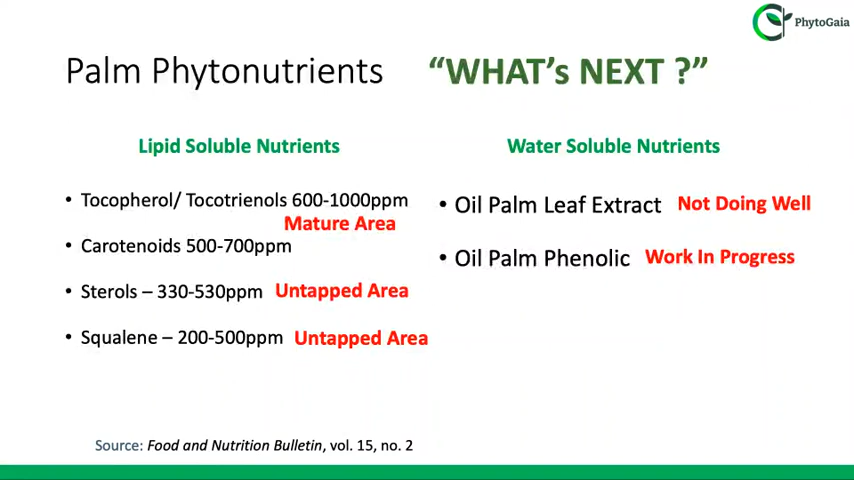 PhytoGaia
Palm Phytonutrients “WHAT’s NEXT ?”
Lipid Soluble Nutrients
• Tocopherol/ Tocotrienols 600-1000ppm
Mature Area
• Carotenoids 500-700ppm
• Sterols – 330-530ppm Untapped Area
• Squalene – 200-500ppm Untapped Area
Water Soluble Nutrients
• Oil Palm Leaf Extract Not Doing Well
• Oil Palm Phenolic Work In Progress
Source: Food and Nutrition Bulletin, vol. 15, no. 2